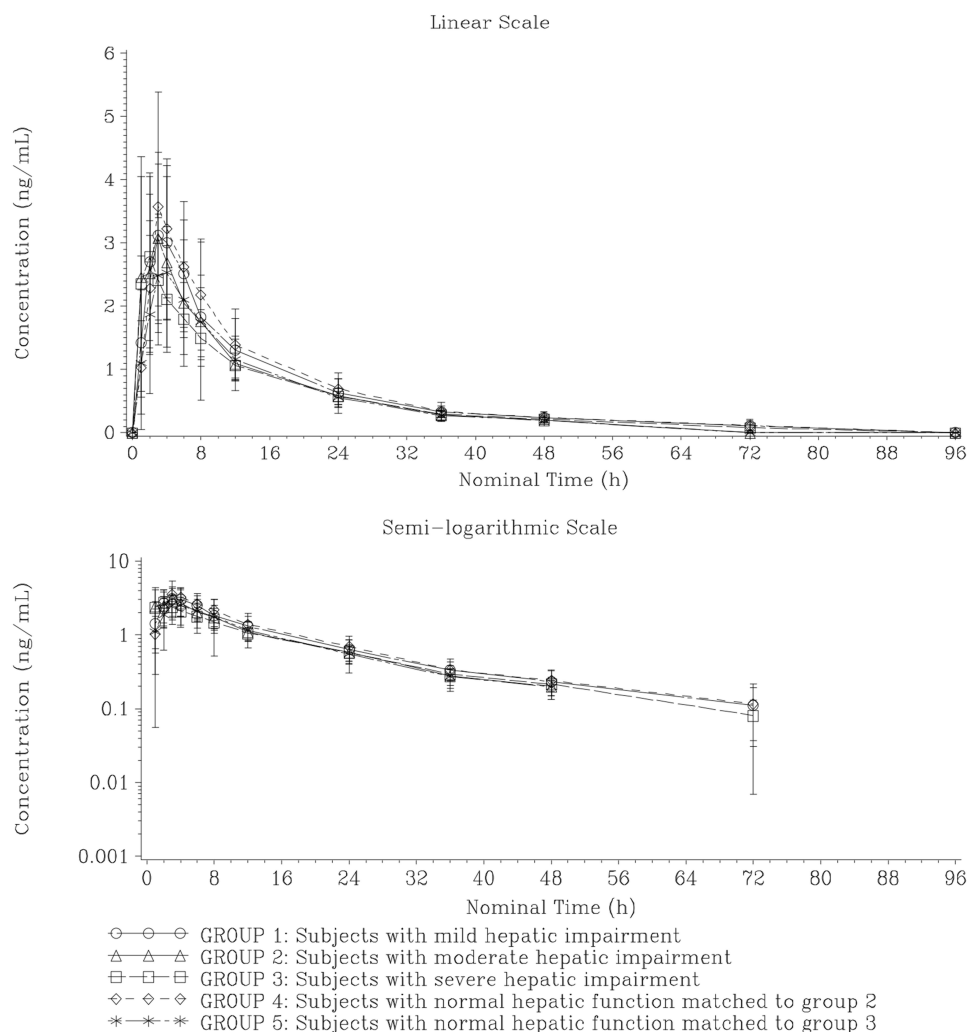 Linear Scale
6
5
4
3
2
1
0
Concentration (ng/mL)
0 8 16 24 32 40 48 56 64 72 80 88 96
Nominal Time (h)
Semi-logarithmic Scale
10
1
0.1
0.01
0.001
Concentration (ng/mL)
0 8 16 24 32 40 48 56 64 72 80 88 96
Nominal Time (h)
GROUP 1: Subjects with mild hepatic impairment
GROUP 2: Subjects with moderate hepatic impairment
GROUP 3: Subjects with severe hepatic impairment
GROUP 4: Subjects with normal hepatic function matched to group 2
GROUP 5: Subjects with normal hepatic function matched to group 3